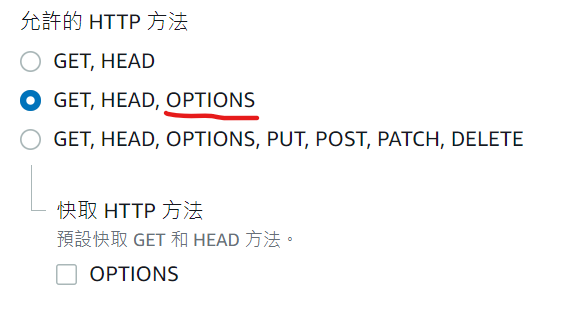 允許的 HTTP 方法
GET, HEAD
GET, HEAD, OPTIONS
GET, HEAD, OPTIONS, PUT, POST, PATCH, DELETE
快取 HTTP 方法
預設快取 GET 和 HEAD 方法。
OPTIONS